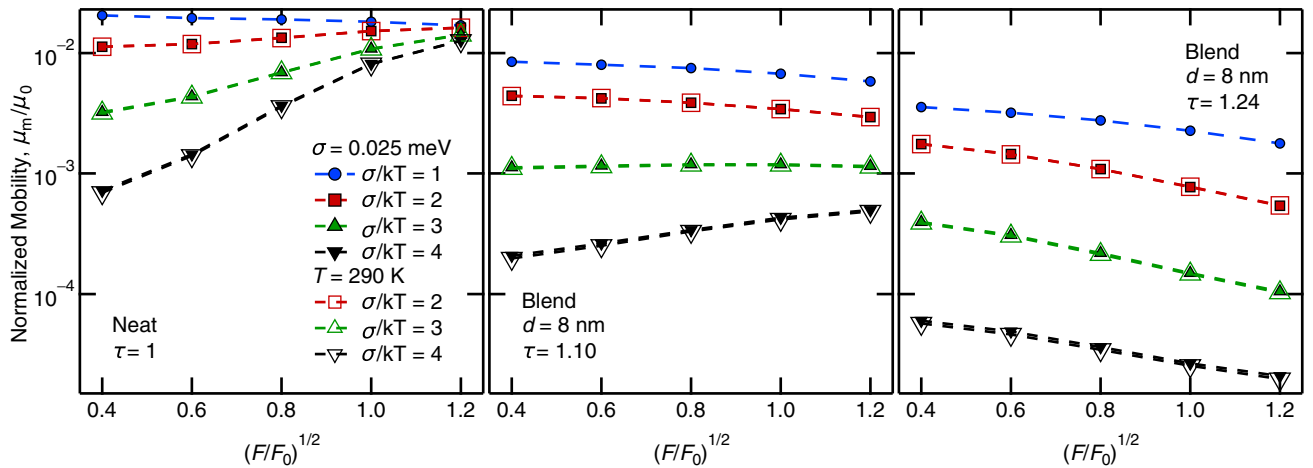 Normalized Mobility, μm/μ0
10−2
10−3
10−4
σ = 0.025 meV
σ/kT = 1
σ/kT = 2
σ/kT = 3
σ/kT = 4
T = 290 K
σ/kT = 2
σ/kT = 3
σ/kT = 4
Neat
τ = 1
0.4 0.6 0.8 1.0 1.2
(F/F0)1/2
Blend
d = 8 nm
τ = 1.10
0.4 0.6 0.8 1.0 1.2
(F/F0)1/2
Blend
d = 8 nm
τ = 1.24
0.4 0.6 0.8 1.0 1.2
(F/F0)1/2